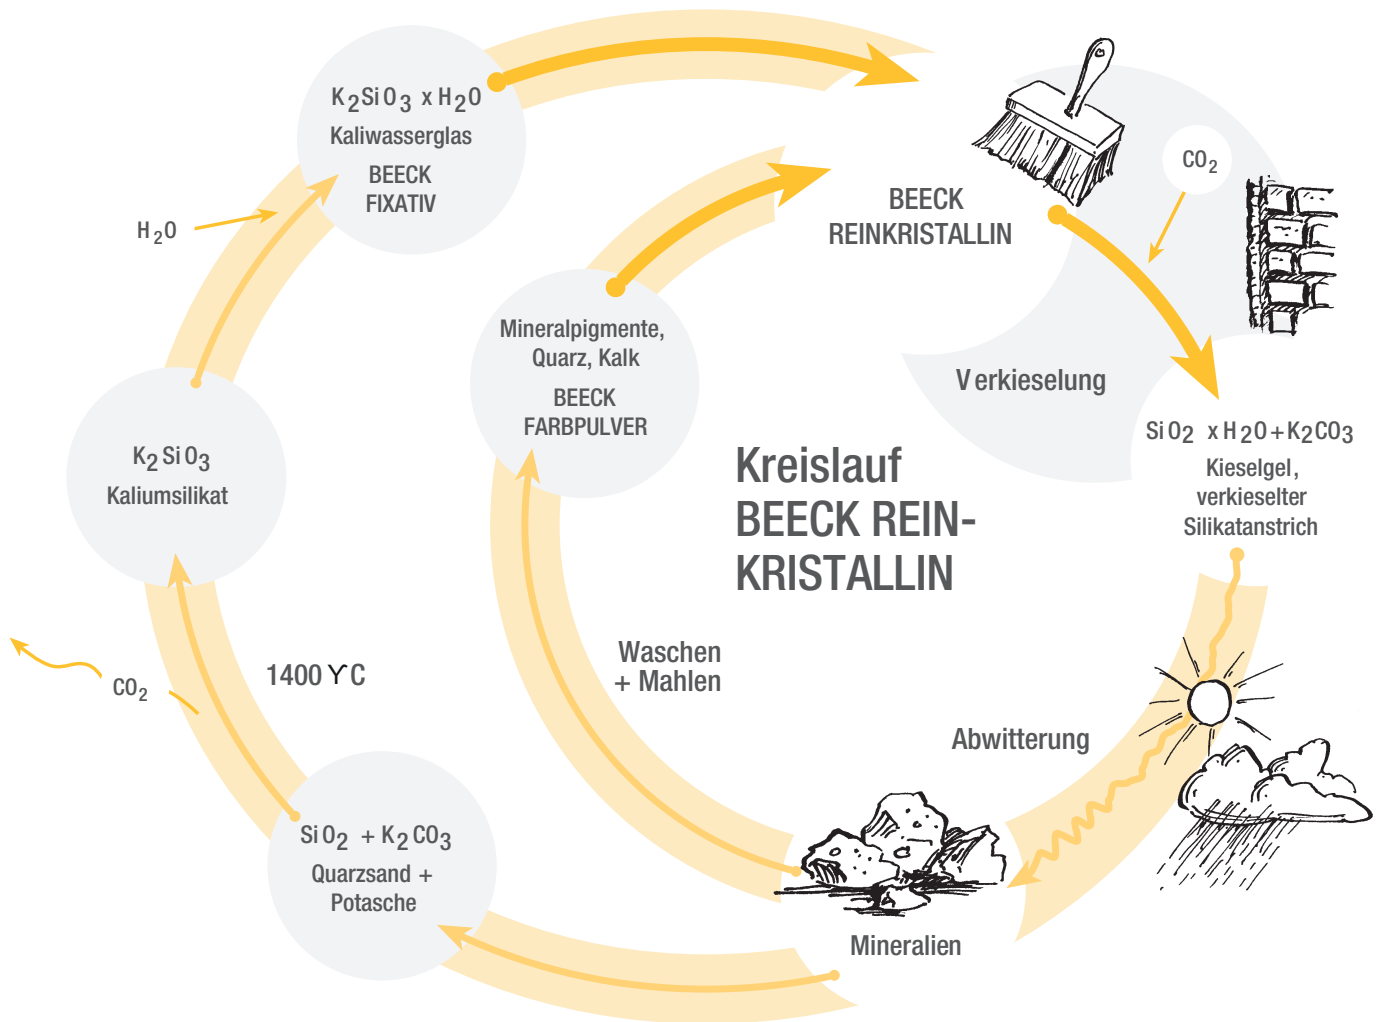 K2SiO3 x H2O
Kaliwasserglas
BEECK
FIXATIV
H2O
CO2
BEECK
REINKRISTALLIN
Mineralpigmente,
Quarz, Kalk
BEECK
FARBPULVER
Verkieselung
SiO2 x H2O + K2CO3
Kieselgel,
verkieselter
Silikatanstrich
K2SiO3
Kaliumsilikat
Kreislauf
BEECK REIN-
KRISTALLIN
Waschen
+ Mahlen
1400 ϒ C
CO2
Abwitterung
SiO2 + K2CO3
Quarzsand +
Potasche
Mineralien